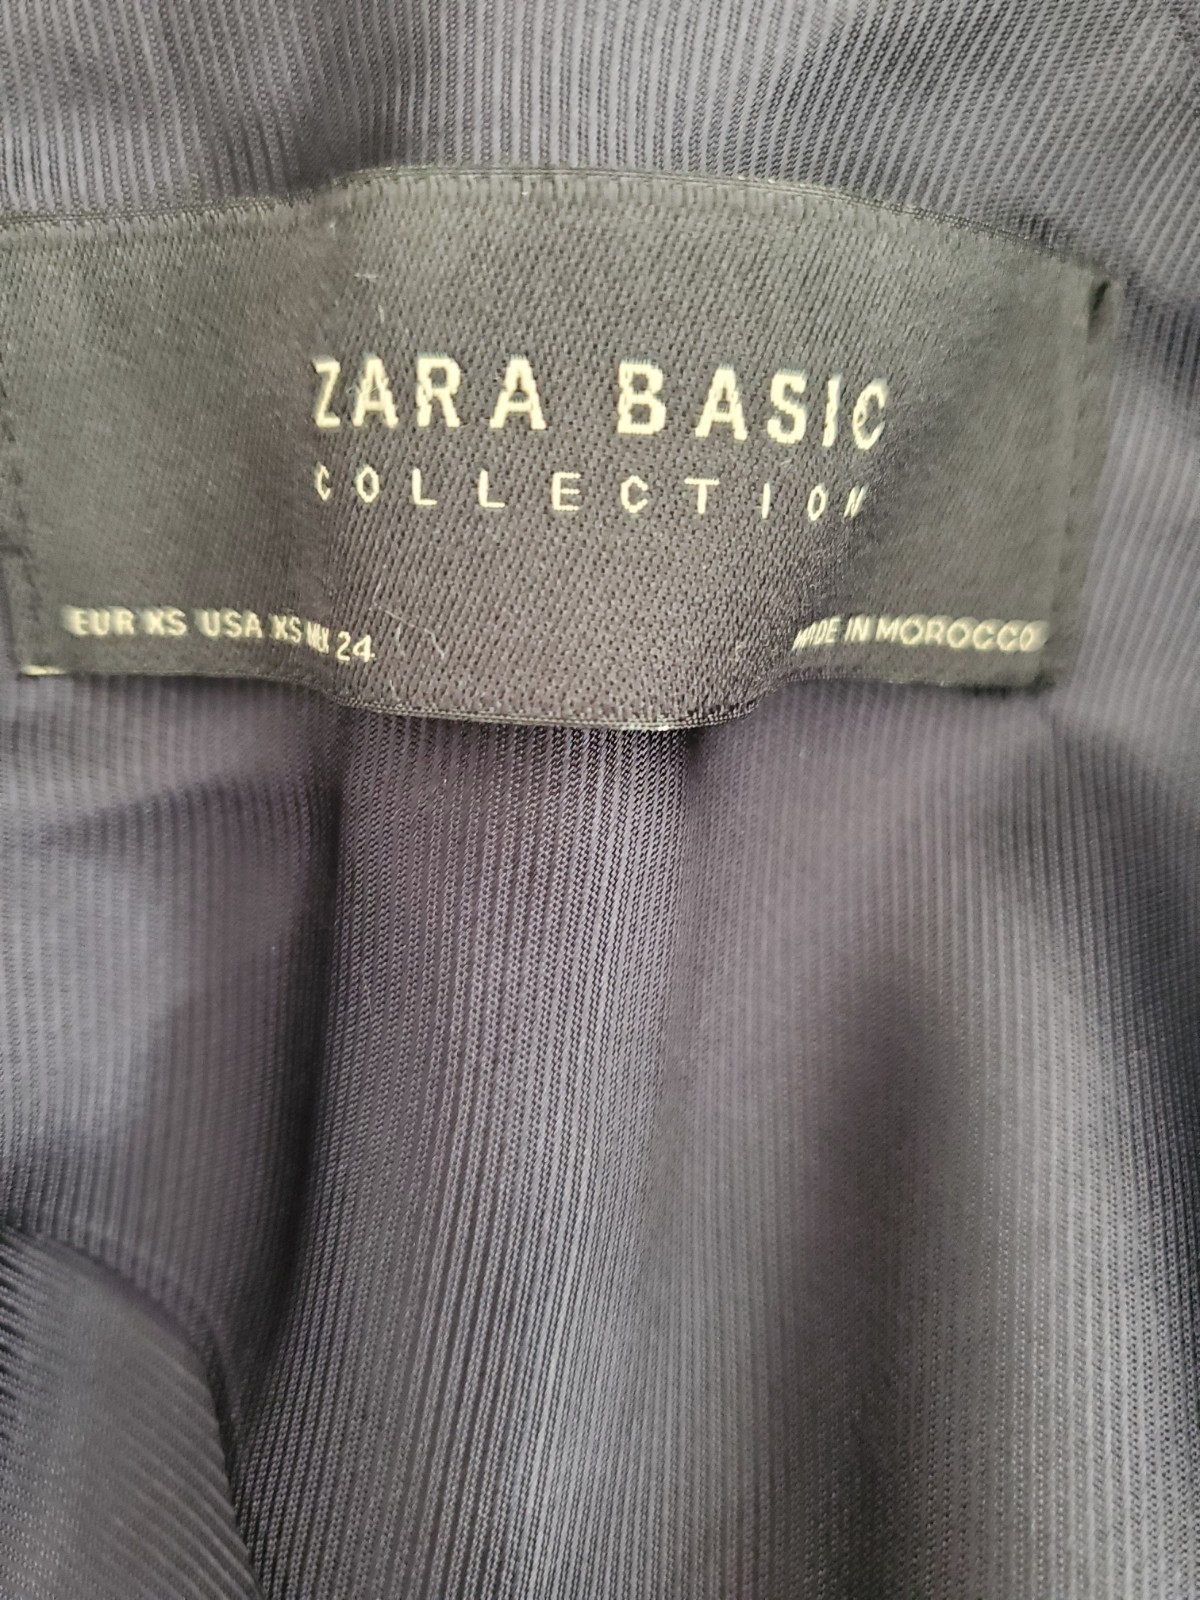 ZARA BASIC
COLLECTION
EUR XS USA XS MEX 24
MADE IN MOROCCO